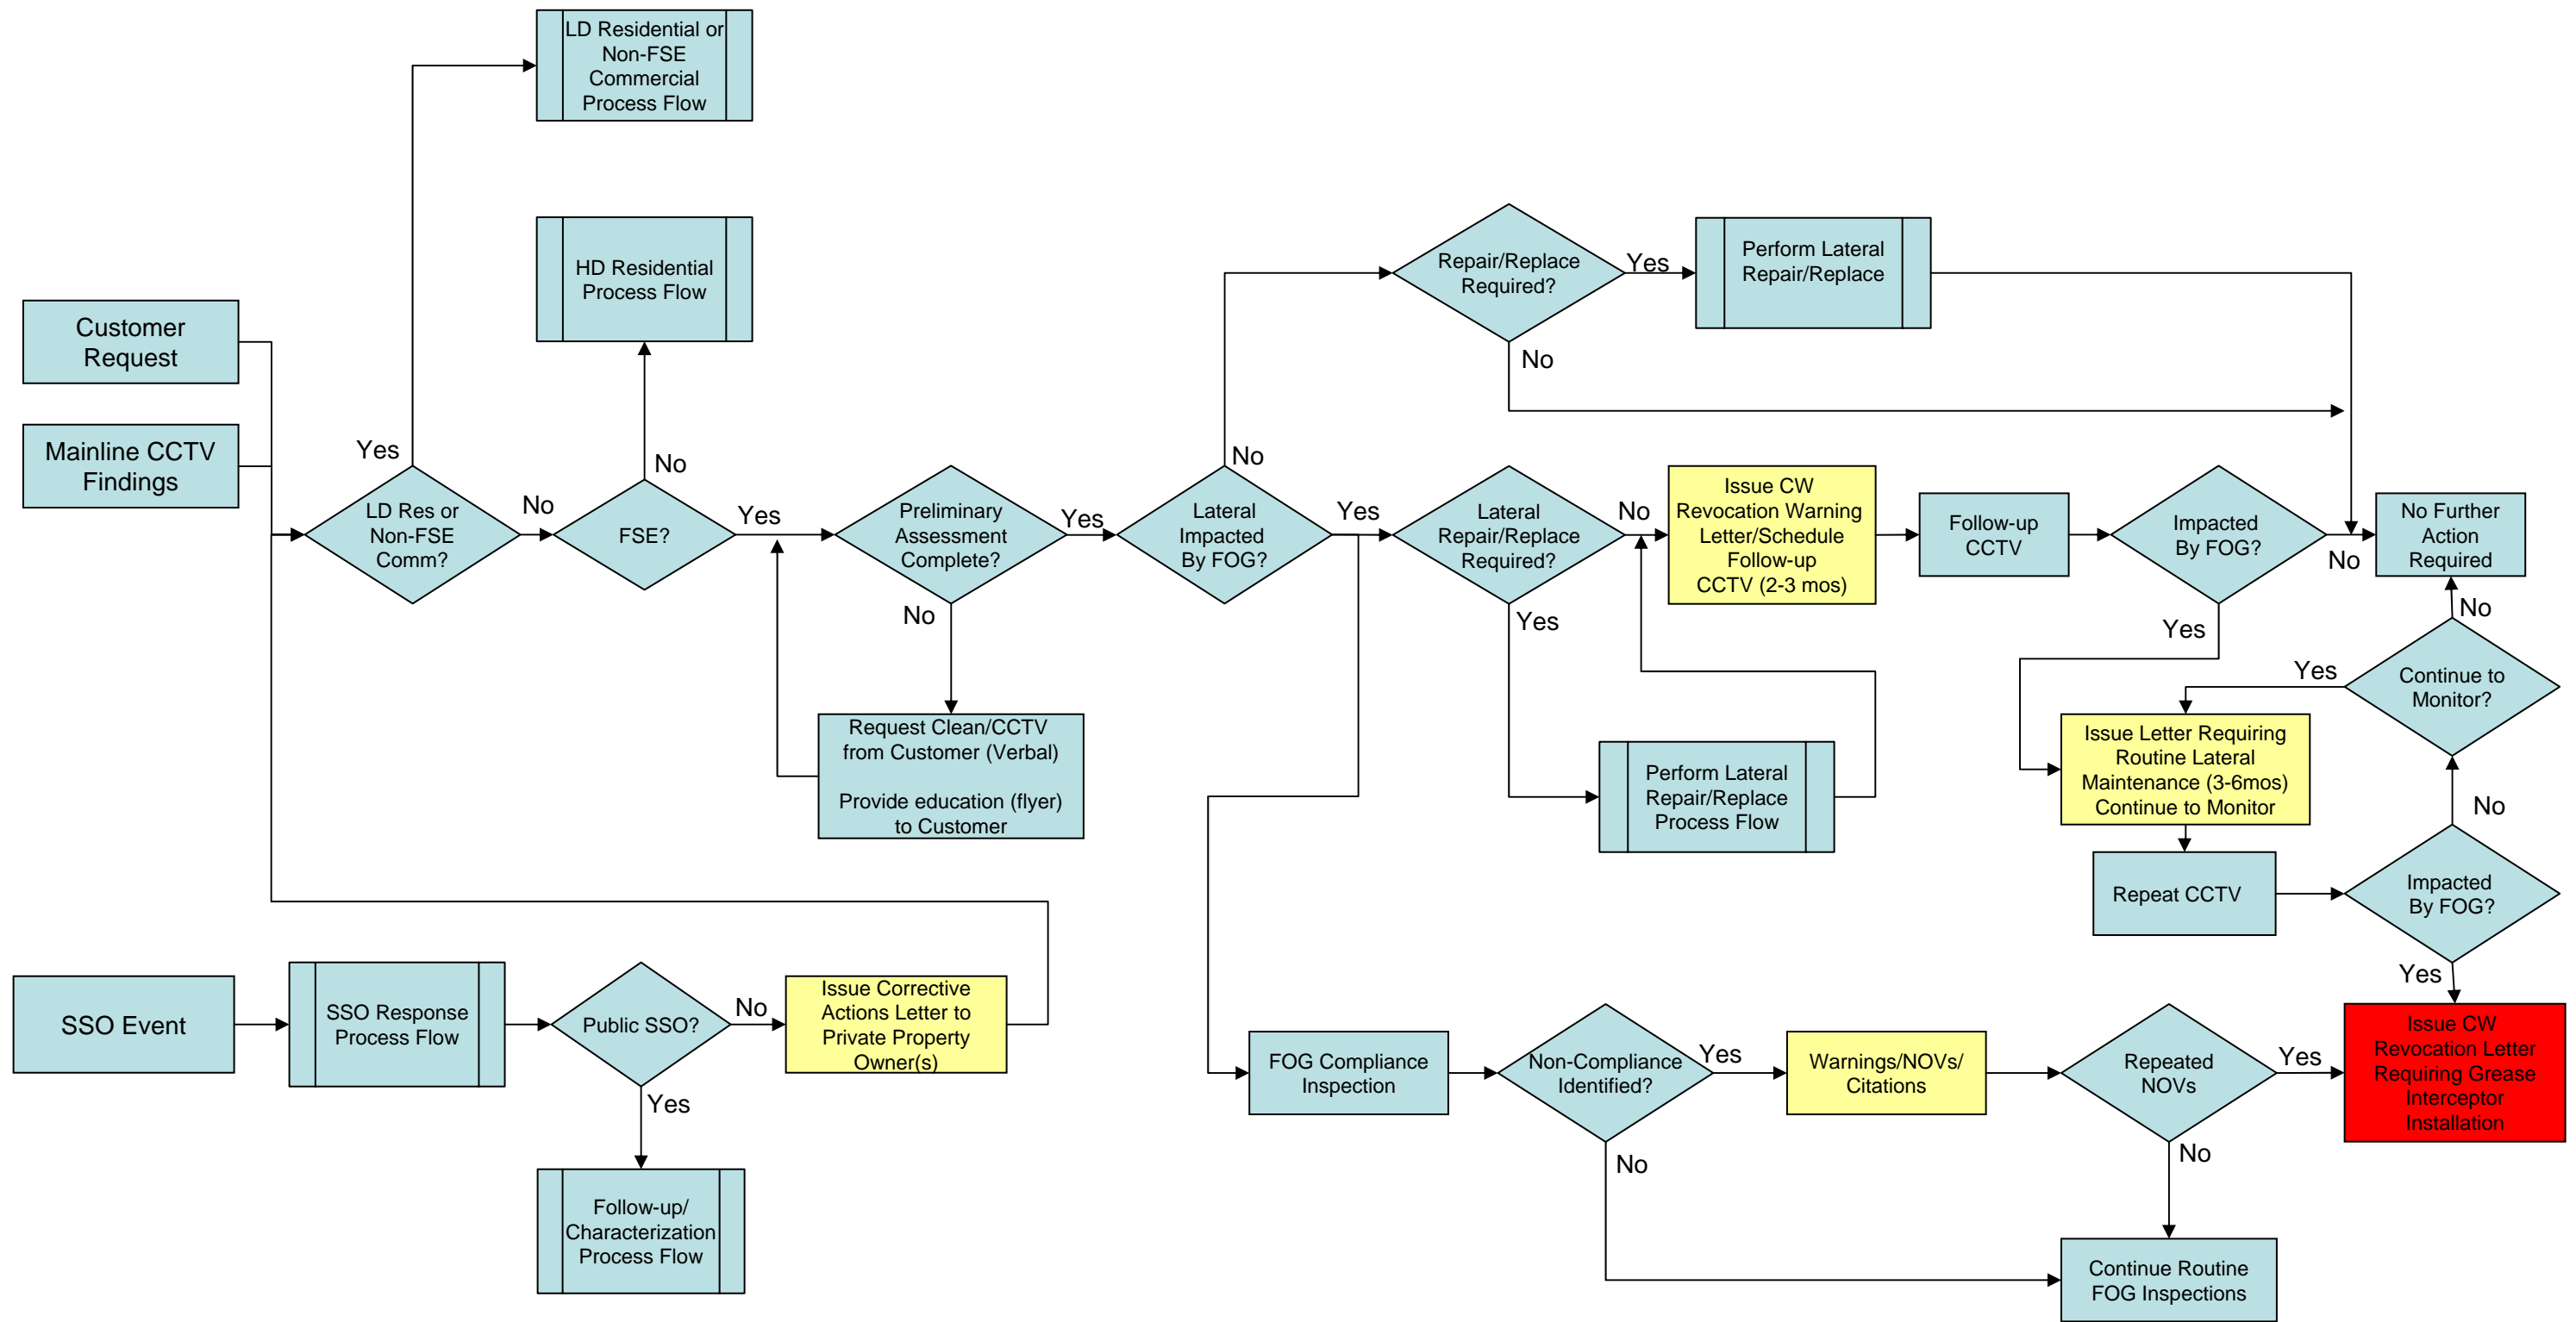 LD Residential or
Non-FSE
Commercial
Process Flow
HD Residential
Process Flow
Repair/Replace
Required?
Yes
Perform Lateral
Repair/Replace
No
Customer
Request
Mainline CCTV
Findings
Yes
LD Res or
Non-FSE
Comm?
No
No
FSE?
Yes
Preliminary
Assessment
Complete?
Yes
No
No
Lateral
Impacted
By FOG?
Yes
Lateral
Repair/Replace
Required?
No
Yes
Issue CW
Revocation Warning
Letter/Schedule
Follow-up
CCTV (2-3 mos)
Follow-up
CCTV
Impacted
By FOG?
No
Yes
No Further
Action
Required
No
Continue to
Monitor?
Yes
Request Clean/CCTV
from Customer (Verbal)
Provide education (flyer)
to Customer
Perform Lateral
Repair/Replace
Process Flow
Issue Letter Requiring
Routine Lateral
Maintenance (3-6mos)
Continue to Monitor
No
Repeat CCTV
Impacted
By FOG?
Yes
SSO Event
SSO Response
Process Flow
Public SSO?
No
Yes
Issue Corrective
Actions Letter to
Private Property
Owner(s)
Follow-up/
Characterization
Process Flow
FOG Compliance
Inspection
Non-Compliance
Identified?
Yes
No
Warnings/NOVs/
Citations
Repeated
NOVs
Yes
No
Issue CW
Revocation Letter
Requiring Grease
Interceptor
Installation
Continue Routine
FOG Inspections